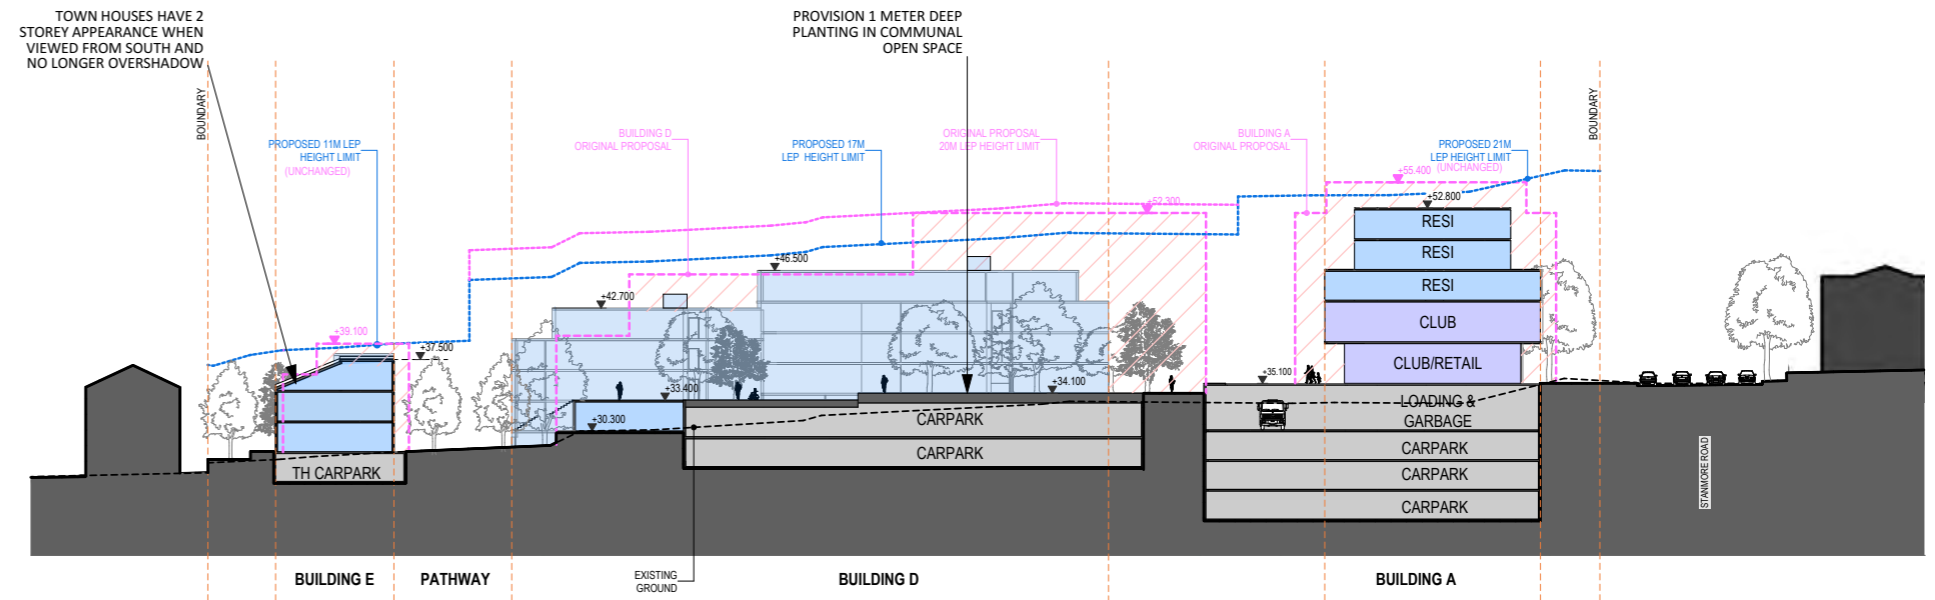 TOWN HOUSES HAVE 2
STOREY APPEARANCE WHEN
VIEWED FROM SOUTH AND
NO LONGER OVERSHADOW
PROVISION 1 METER DEEP
PLANTING IN COMMUNAL
OPEN SPACE
BOUNDARY
PROPOSED 11M LEP
HEIGHT LIMIT
(UNCHANGED)
BUILDING D
ORIGINAL PROPOSAL
PROPOSED 17M
LEP HEIGHT LIMIT
ORIGINAL PROPOSAL
20M LEP HEIGHT LIMIT
BUILDING A
ORIGINAL PROPOSAL
PROPOSED 21M
LEP HEIGHT LIMIT
(UNCHANGED)
BOUNDARY
+55.400
+52.800
+52.300
+46.500
+42.700
+39.100
+37.500
+35.100
+34.100
+33.400
+30.300
RESI
RESI
RESI
CLUB
CLUB/RETAIL
LOADING &
GARBAGE
CARPARK
CARPARK
CARPARK
CARPARK
CARPARK
TH CARPARK
STANMORE ROAD
EXISTING
GROUND
BUILDING E
PATHWAY
BUILDING D
BUILDING A